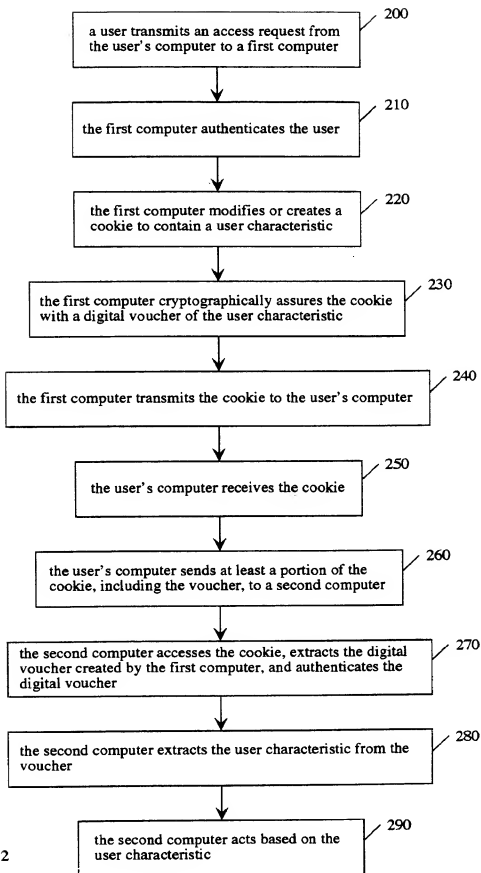 200
a user transmits an access request from
the user's computer to a first computer
210
the first computer authenticates the user
220
the first computer modifies or creates a
cookie to contain a user characteristic
230
the first computer cryptographically assures the cookie
with a digital voucher of the user characteristic
240
the first computer transmits the cookie to the user's computer
250
the user's computer receives the cookie
260
the user's computer sends at least a portion of the
cookie, including the voucher, to a second computer
270
the second computer accesses the cookie, extracts the digital
voucher created by the first computer, and authenticates the
digital voucher
280
the second computer extracts the user characteristic from the
voucher
290
the second computer acts based on the
user characteristic
2